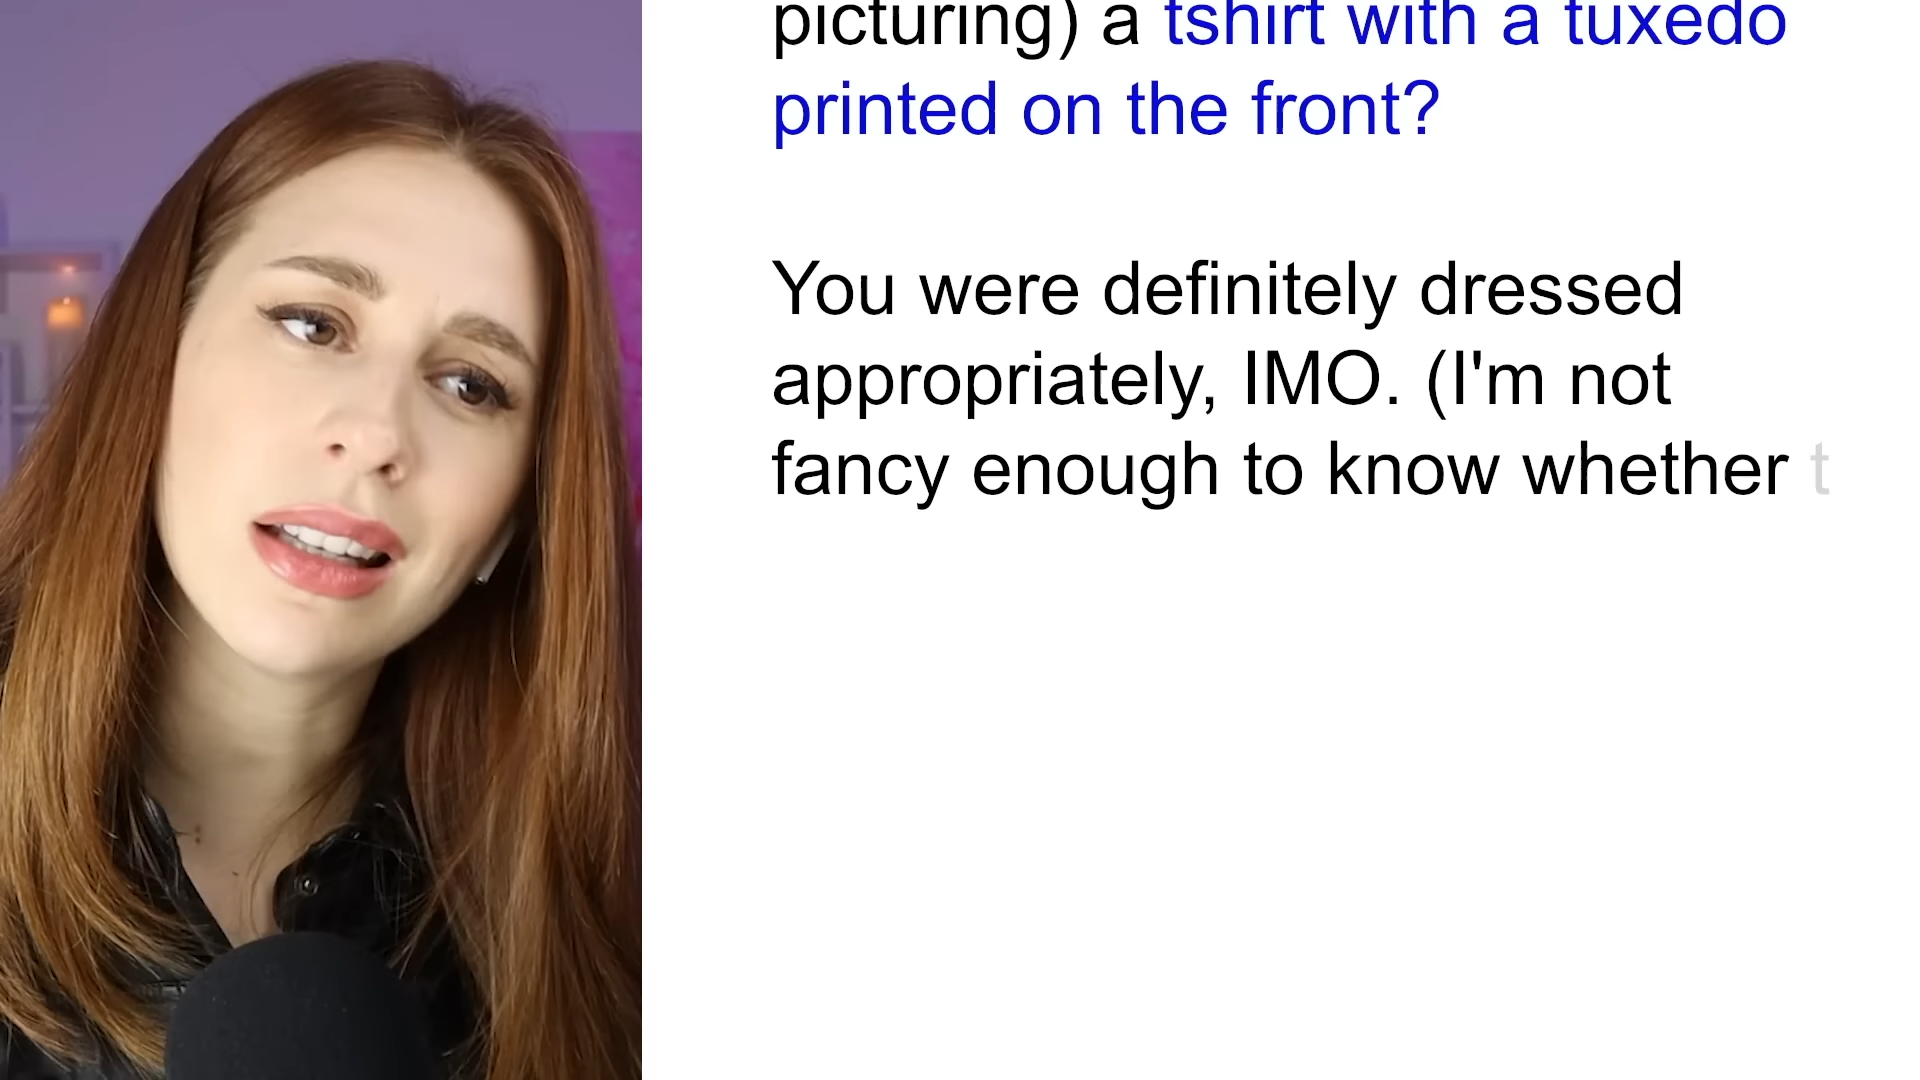 picturing) a tshirt with a tuxedo
printed on the front?
You were definitely dressed
appropriately, IMO. (I'm not
fancy enough to know whether t